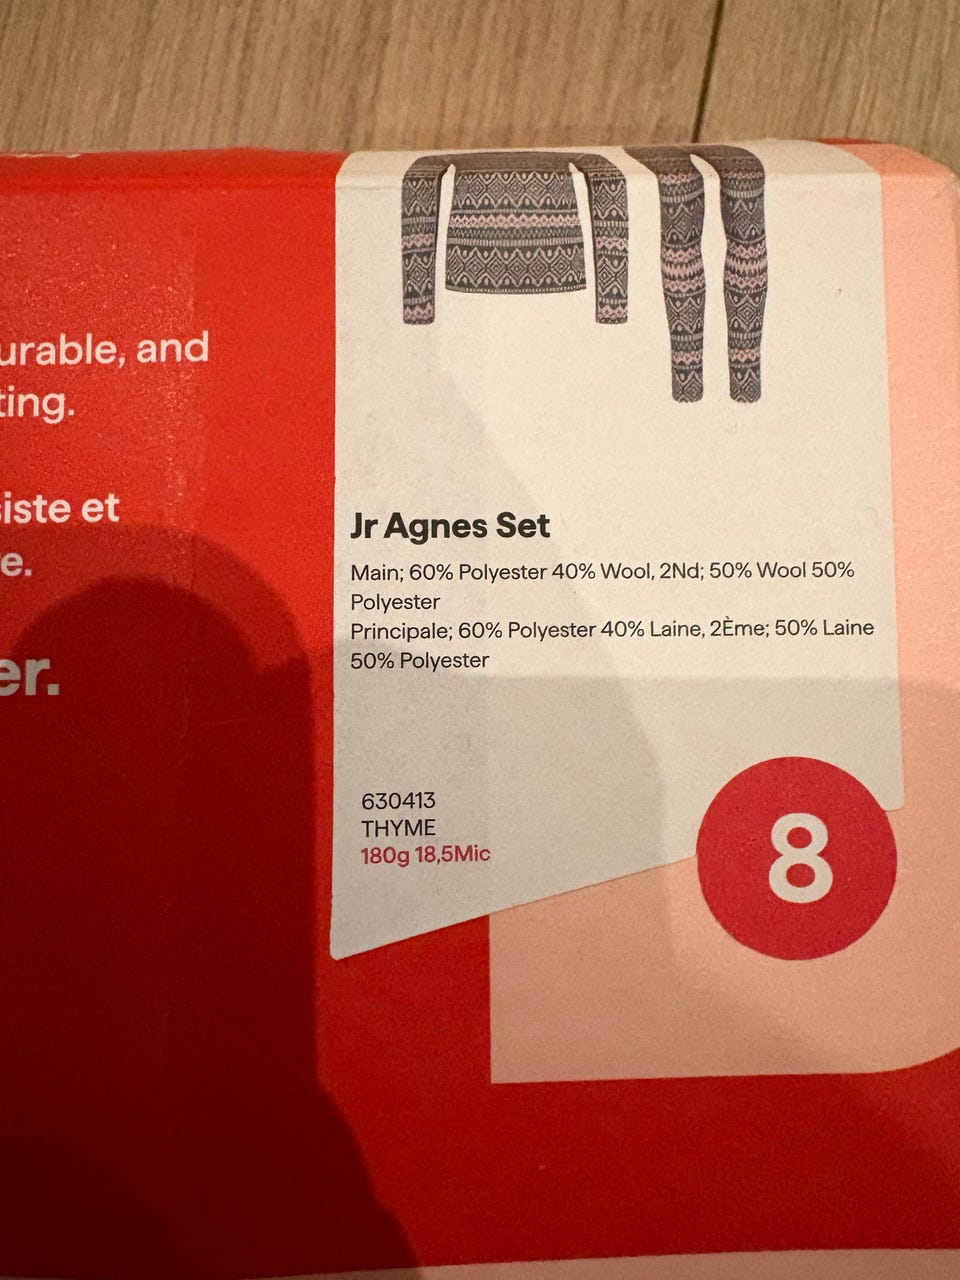 urable, and
ting.
siste et
e.
er.
Jr Agnes Set
Main; 60% Polyester 40% Wool, 2Nd; 50% Wool 50%
Polyester
Principale; 60% Polyester 40% Laine, 2Ème; 50% Laine
50% Polyester
630413
THYME
180g 18,5Mic
8